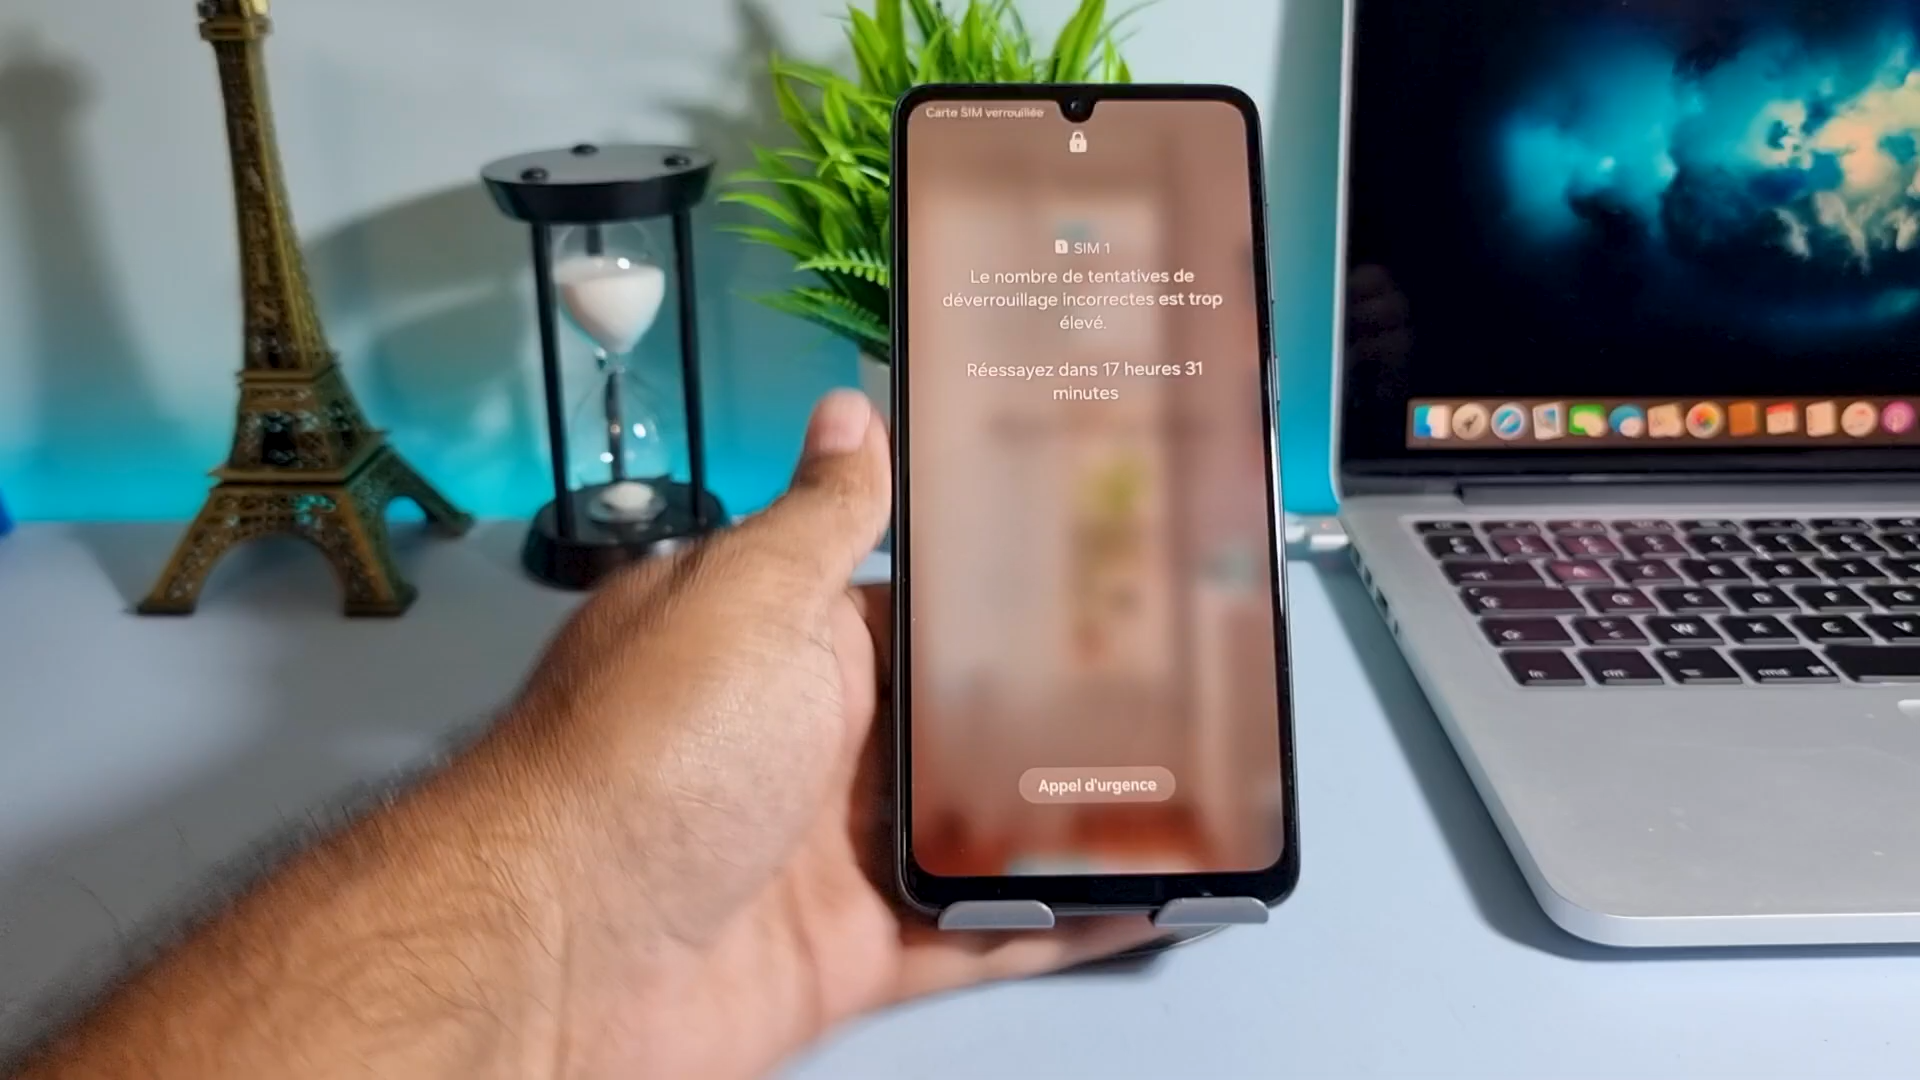 Carte SIM verrouillée
1 SIM 1
Le nombre de tentatives de
déverrouillage incorrectes est trop
élevé.
Réessayez dans 17 heures 31
minutes
Appel d'urgence